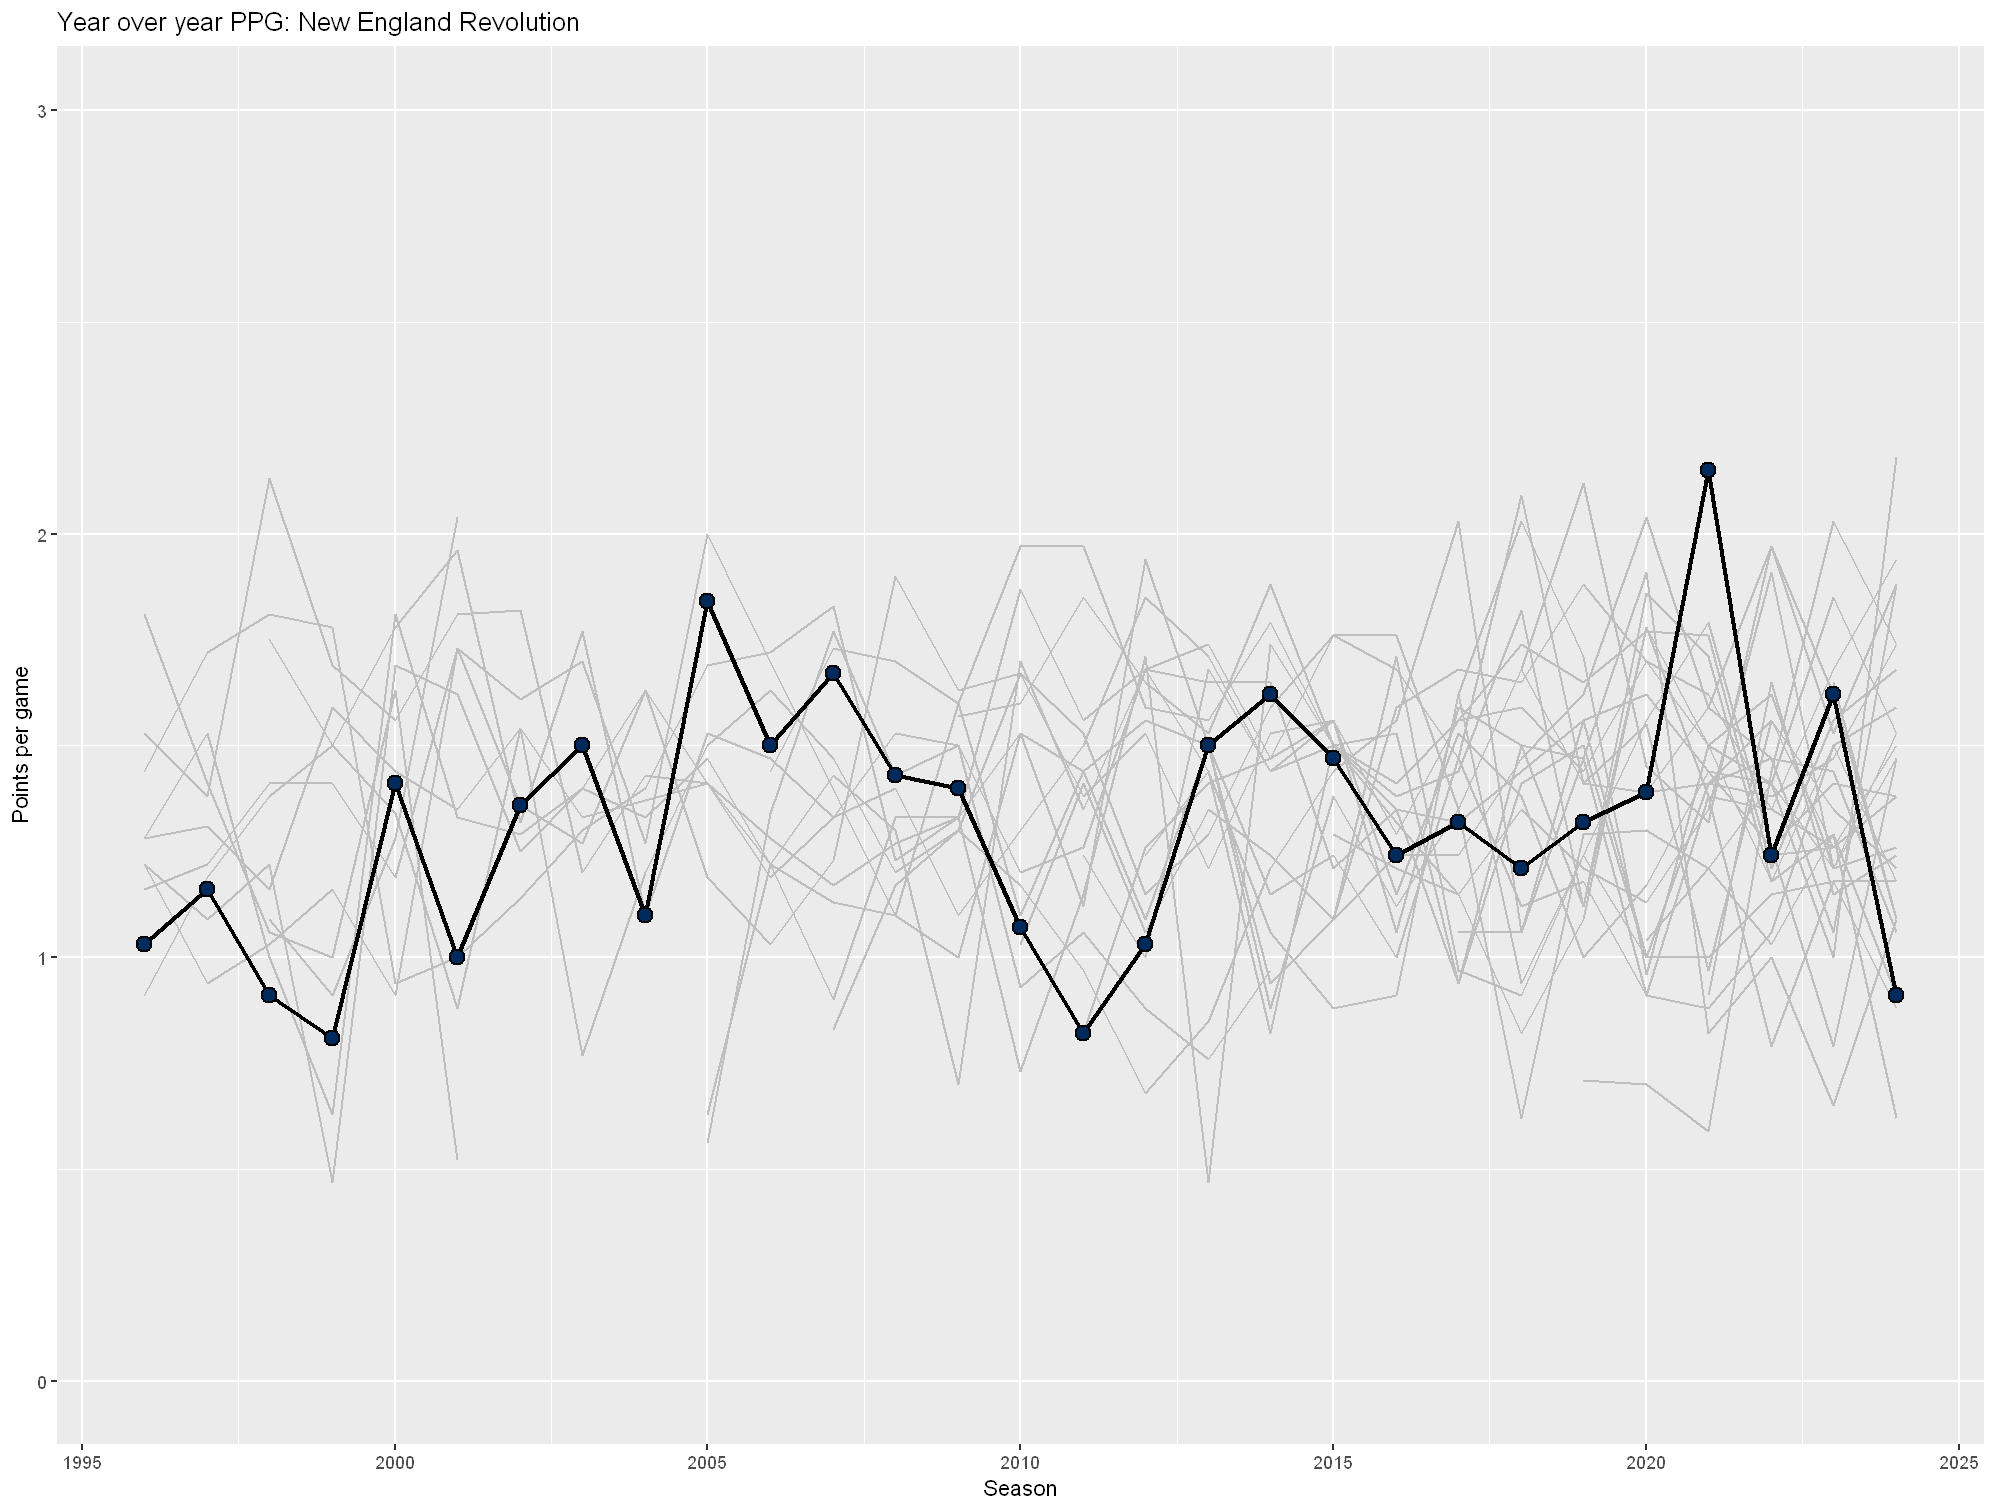 Year over year PPG: New England Revolution
3
2
1
0
Points per game
1995 2000 2005 2010 2015 2020 2025
Season